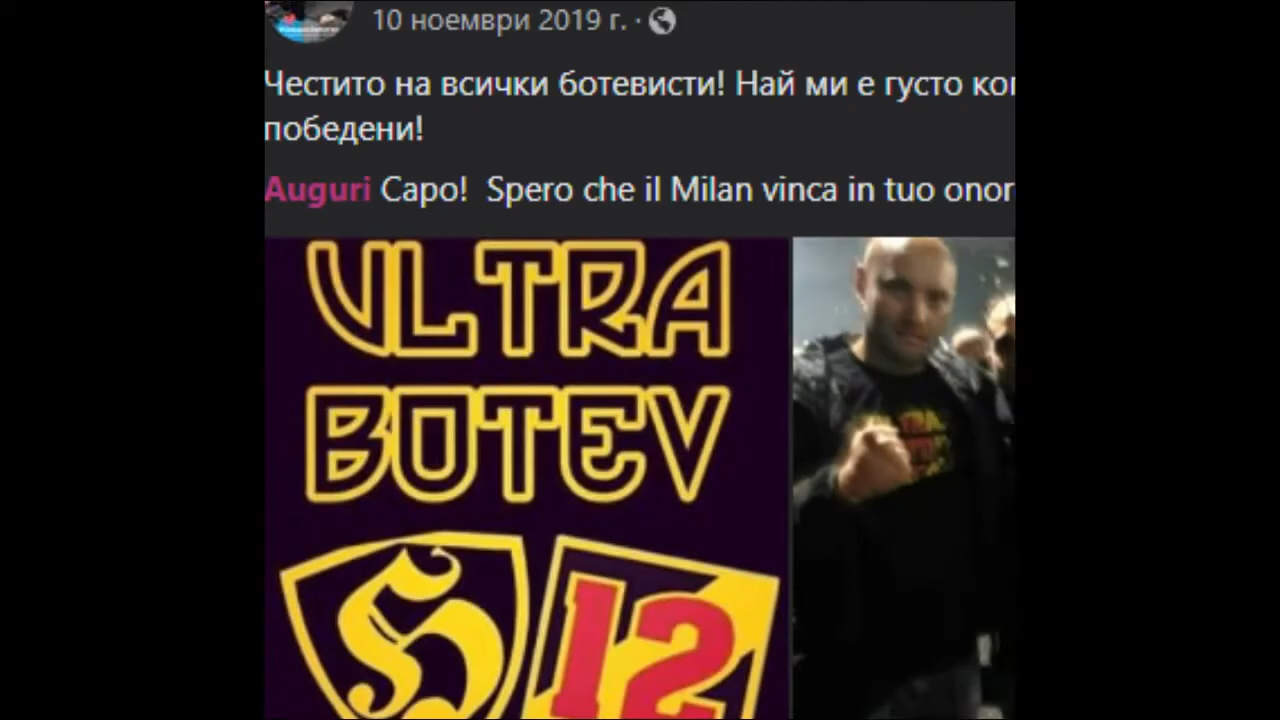 10 ноември 2019 г. ·
Честито на всички ботевисти! Най ми е густо
победени!
Auguri Capo! Spero che il Milan vinca in tuo
ULTRA
BOTEV
12